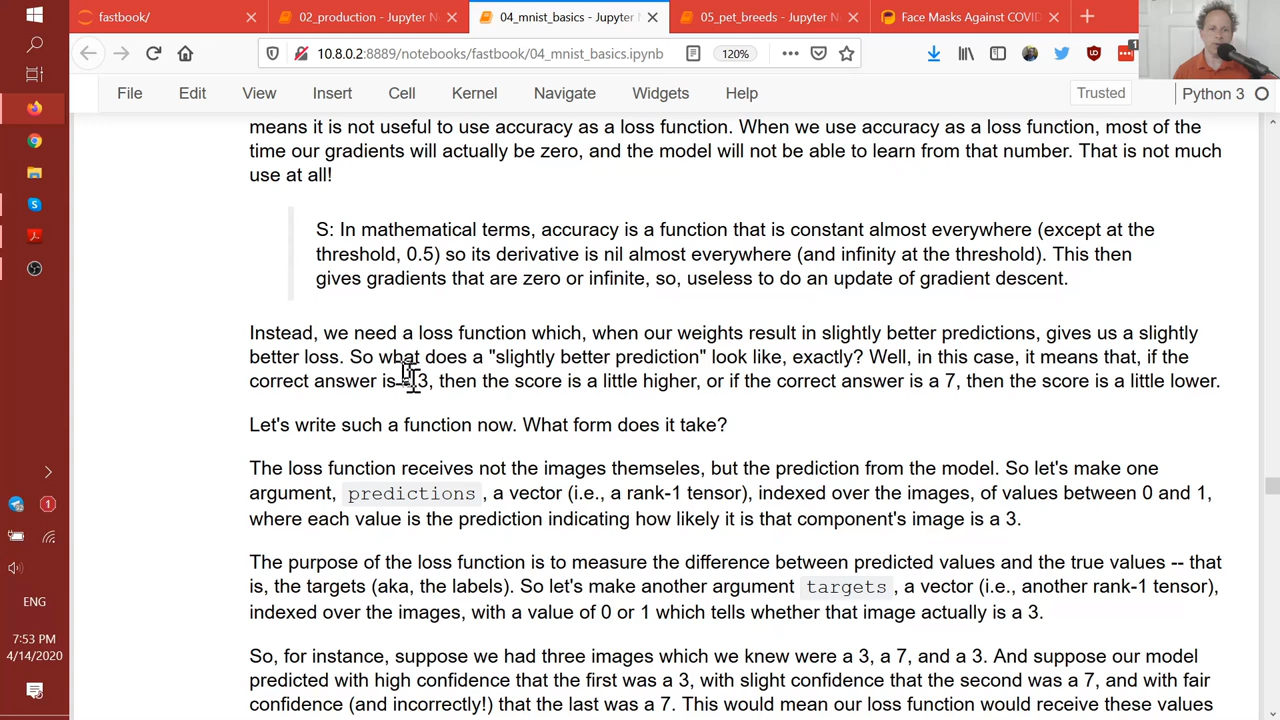 fastbook/
02_production - Jupyter N
04_mnist_basics - Jupyter
05_pet_breeds - Jupyter N
Face Masks Against COVID
10.8.0.2:8889/notebooks/fastbook/04_mnist_basics.ipynb
120%
1
File Edit View Insert Cell Kernel Navigate Widgets Help
Trusted
Python 3
means it is not useful to use accuracy as a loss function. When we use accuracy as a loss function, most of the
time our gradients will actually be zero, and the model will not be able to learn from that number. That is not much
use at all!
S: In mathematical terms, accuracy is a function that is constant almost everywhere (except at the
threshold, 0.5) so its derivative is nil almost everywhere (and infinity at the threshold). This then
gives gradients that are zero or infinite, so, useless to do an update of gradient descent.
Instead, we need a loss function which, when our weights result in slightly better predictions, gives us a slightly
better loss. So what does a "slightly better prediction" look like, exactly? Well, in this case, it means that, if the
correct answer is a 3, then the score is a little higher, or if the correct answer is a 7, then the score is a little lower.
Let's write such a function now. What form does it take?
The loss function receives not the images themseles, but the prediction from the model. So let's make one
argument, predictions, a vector (i.e., a rank-1 tensor), indexed over the images, of values between 0 and 1,
where each value is the prediction indicating how likely it is that component's image is a 3.
The purpose of the loss function is to measure the difference between predicted values and the true values -- that
is, the targets (aka, the labels). So let's make another argument targets, a vector (i.e., another rank-1 tensor),
indexed over the images, with a value of 0 or 1 which tells whether that image actually is a 3.
So, for instance, suppose we had three images which we knew were a 3, a 7, and a 3. And suppose our model
predicted with high confidence that the first was a 3, with slight confidence that the second was a 7, and with fair
confidence (and incorrectly!) that the last was a 7. This would mean our loss function would receive these values
1
ENG
7:53 PM
4/14/2020